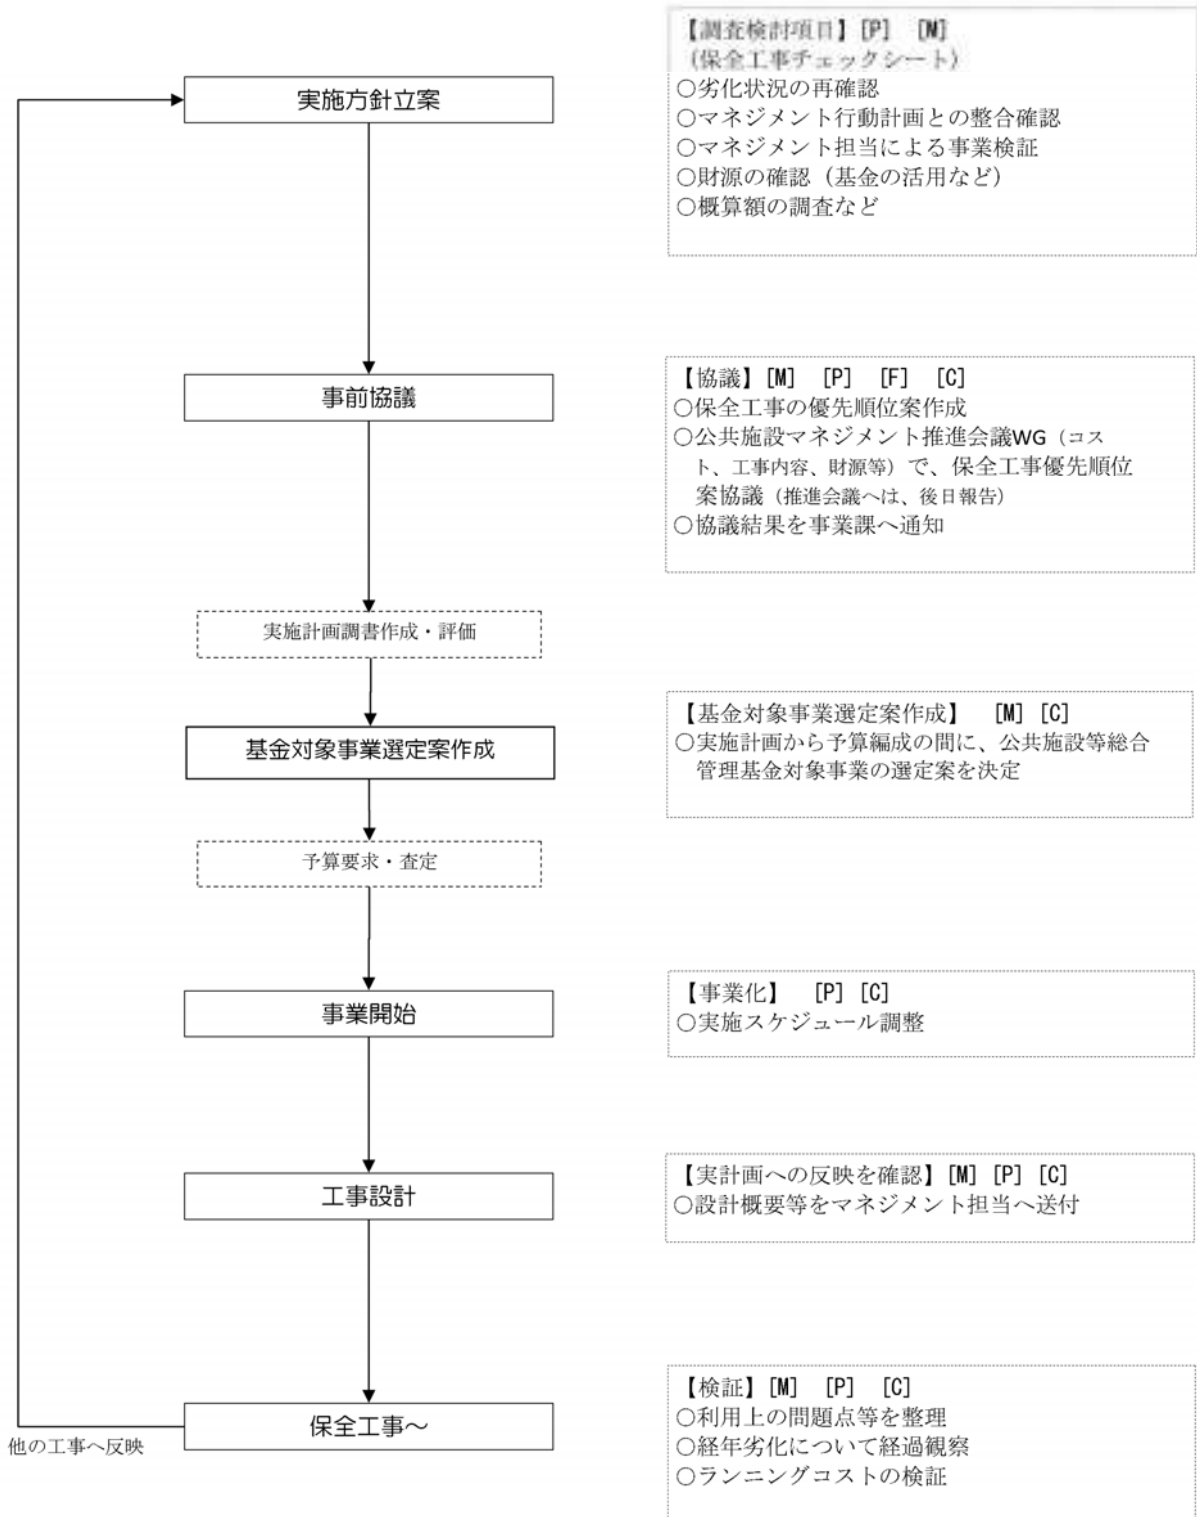 【調査検討項目】[P] [M]
（保全工事チェックシート）
実施方針立案
○劣化状況の再確認
○マネジメント行動計画との整合確認
○マネジメント担当による事業検証
○財源の確認（基金の活用など）
○概算額の調査など
事前協議
【協議】[M] [P] [F] [C]
○保全工事の優先順位案作成
○公共施設マネジメント推進会議WG（コス
ト、工事内容、財源等）で、保全工事優先順位
案協議（推進会議へは、後日報告）
○協議結果を事業課へ通知
実施計画調書作成・評価
基金対象事業選定案作成
【基金対象事業選定案作成】 [M] [C]
○実施計画から予算編成の間に、公共施設等総合
管理基金対象事業の選定案を決定
予算要求・査定
事業開始
【事業化】 [P] [C]
○実施スケジュール調整
工事設計
【実計画への反映を確認】[M] [P] [C]
○設計概要等をマネジメント担当へ送付
保全工事～
他の工事へ反映
【検証】[M] [P] [C]
○利用上の問題点等を整理
○経年劣化について経過観察
○ランニングコストの検証